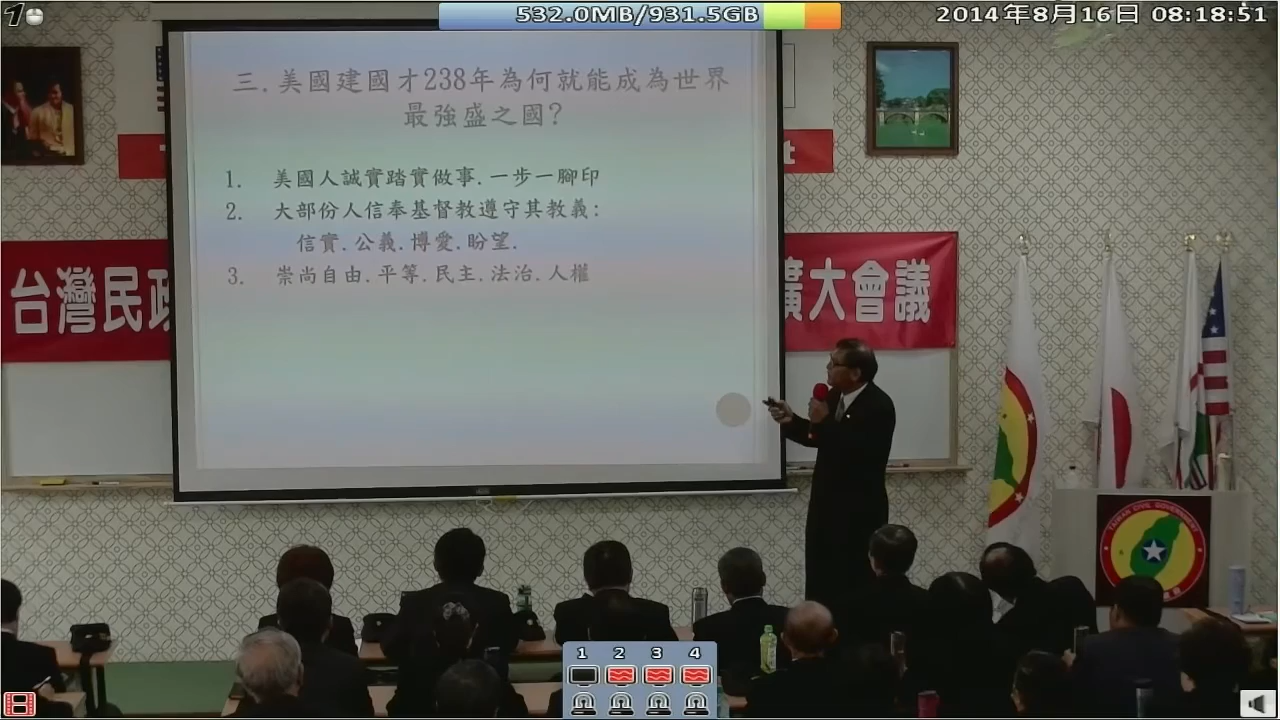 1
532.0MB/931.5GB
2014年8月16日 08:18:51
三.美國建國才238年為何就能成為世界
最強盛之國?
1. 美國人誠實踏實做事.一步一腳印
2. 大部份人信奉基督教遵守其教義:
信實.公義.博愛.盼望.
3. 崇尚自由.平等.民主.法治.人權
t
台灣民政
擴大會議
TAIWAN CIVIL GOVERNMENT
1 2 3 4